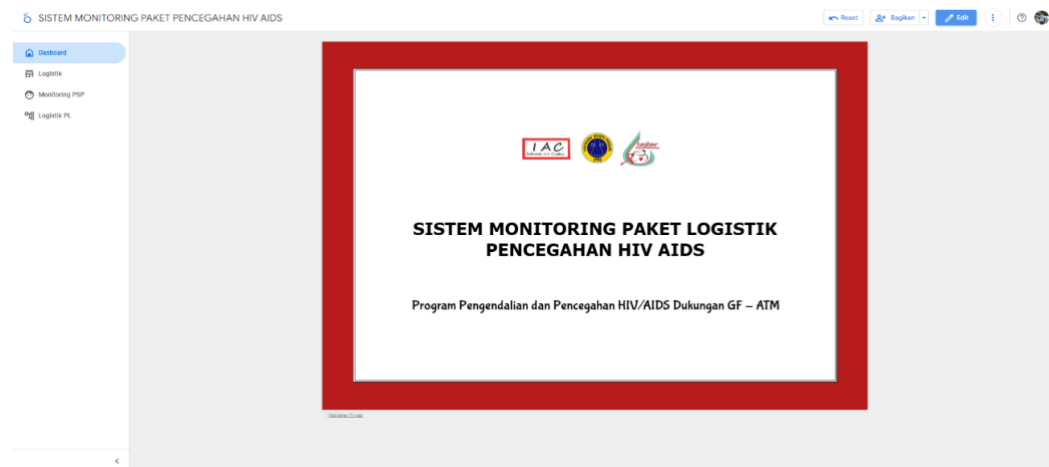 SISTEM MONITORING PAKET PENCEGAHAN HIV AIDS
Reset
Bagikan
Edit
Dasboard
Logistik
Monitoring PSP
Logistik PL
IAC
SISTEM MONITORING PAKET LOGISTIK
PENCEGAHAN HIV AIDS
Program Pengendalian dan Pencegahan HIV/AIDS Dukungan GF – ATM